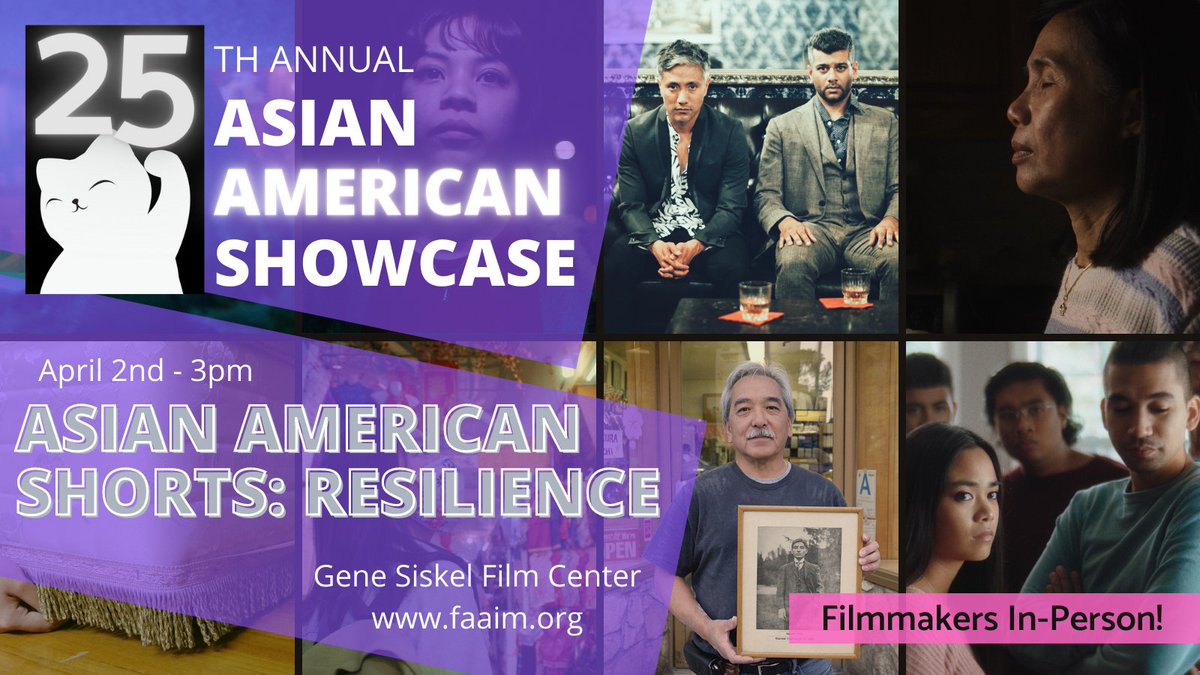 25
TH ANNUAL
ASIAN
AMERICAN
SHOWCASE
April 2nd - 3pm
ASIAN AMERICAN
SHORTS: RESILIENCE
Gene Siskel Film Center
www.faaim.org
Filmmakers In-Person!
A
OPEN